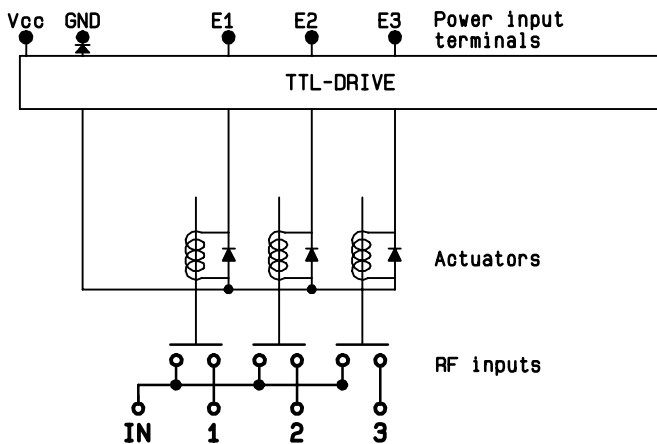 Vcc GND E1 E2 E3 Power input
terminals
TTL-DRIVE
Actuators
RF inputs
IN 1 2 3